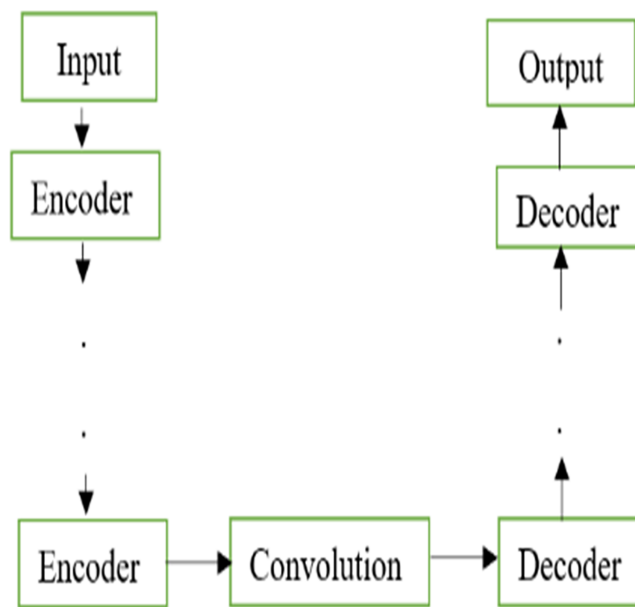 Input
Encoder
.
.
Encoder
Convolution
Decoder
.
.
Decoder
Output